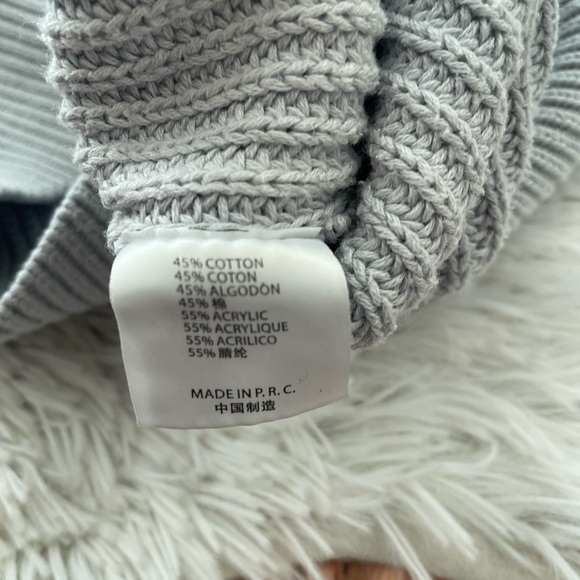 45% COTTON
45% COTON
45% ALGODÓN
45% 棉
55% ACRYLIC
55% ACRYLIQUE
55% ACRILICO
55% 腈纶
MADE IN P. R. C.
中国制造